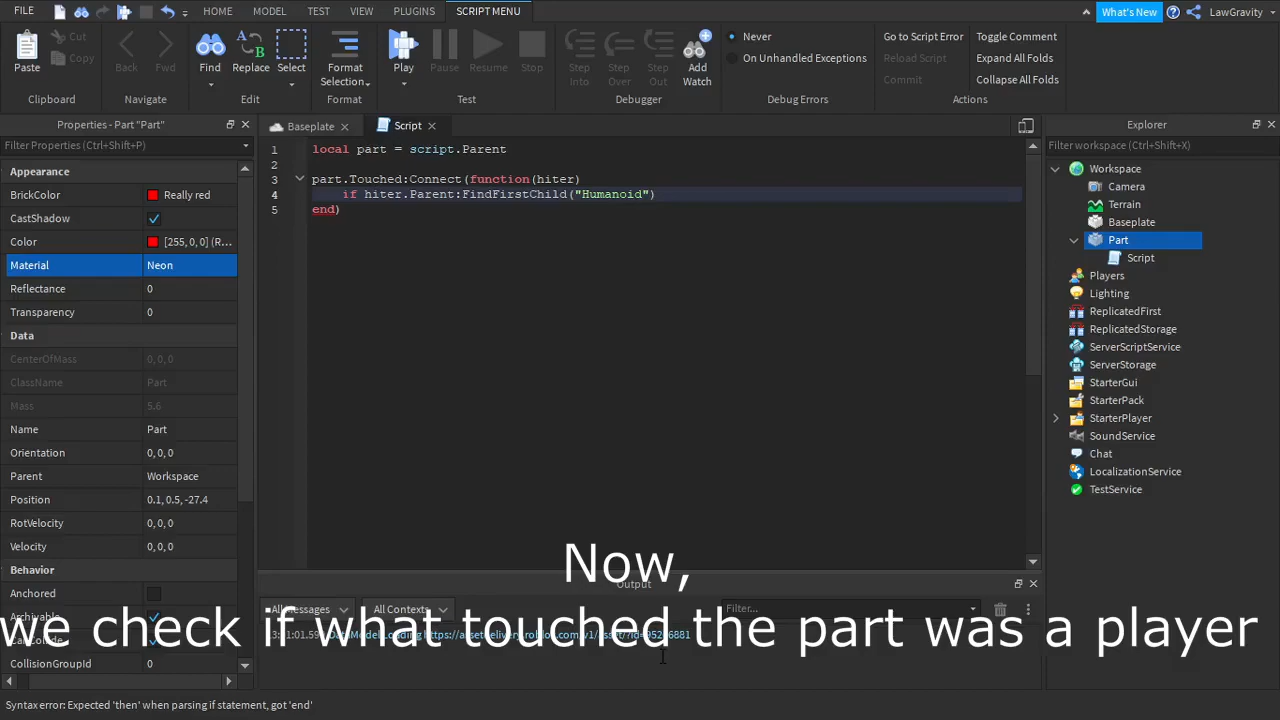 FILE HOME MODEL TEST VIEW PLUGINS SCRIPT MENU What's New LawGravity
Paste Cut Copy Back Fwd Find Replace Select Format Selection Play Pause Resume Stop Step Into Step Over Step Out Add Watch Never On Unhandled Exceptions Go to Script Error Reload Script Commit Toggle Comment Expand All Folds Collapse All Folds
Clipboard Navigate Edit Format Test Debugger Debug Errors Actions
Properties - Part "Part"
Filter Properties (Ctrl+Shift+P)
Appearance
BrickColor Really red
CastShadow
Color [255, 0, 0] (R...
Material Neon
Reflectance 0
Transparency 0
Data
CenterOfMass 0, 0, 0
ClassName Part
Mass 5.6
Name Part
Orientation 0, 0, 0
Parent Workspace
Position 0.1, 0.5, -27.4
RotVelocity 0, 0, 0
Velocity 0, 0, 0
Behavior
Anchored
Archivable
CollisionGroupId 0
Baseplate Script
1 local part = script.Parent
2
3 part.Touched:Connect(function(hiter)
4 if hiter.Parent:FindFirstChild("Humanoid")
5 end)
Explorer
Filter workspace (Ctrl+Shift+X)
Workspace
Camera
Terrain
Baseplate
Part
Script
Players
Lighting
ReplicatedFirst
ReplicatedStorage
ServerScriptService
ServerStorage
StarterGui
StarterPack
StarterPlayer
SoundService
Chat
LocalizationService
TestService
Output
All Messages All Contexts Filter...
Now,
we check if what touched the part was a player
Syntax error: Expected 'then' when parsing if statement, got 'end'